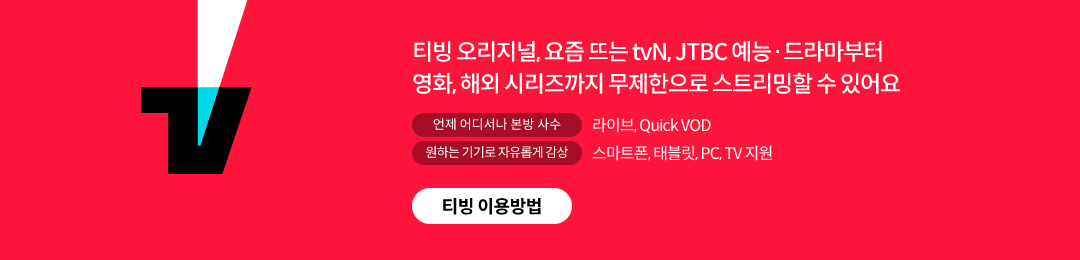 티빙 오리지널, 요즘 뜨는 tvN, JTBC 예능·드라마부터
영화, 해외 시리즈까지 무제한으로 스트리밍할 수 있어요
언제 어디서나 본방 사수 라이브, Quick VOD
원하는 기기로 자유롭게 감상 스마트폰, 태블릿, PC, TV 지원
티빙 이용방법